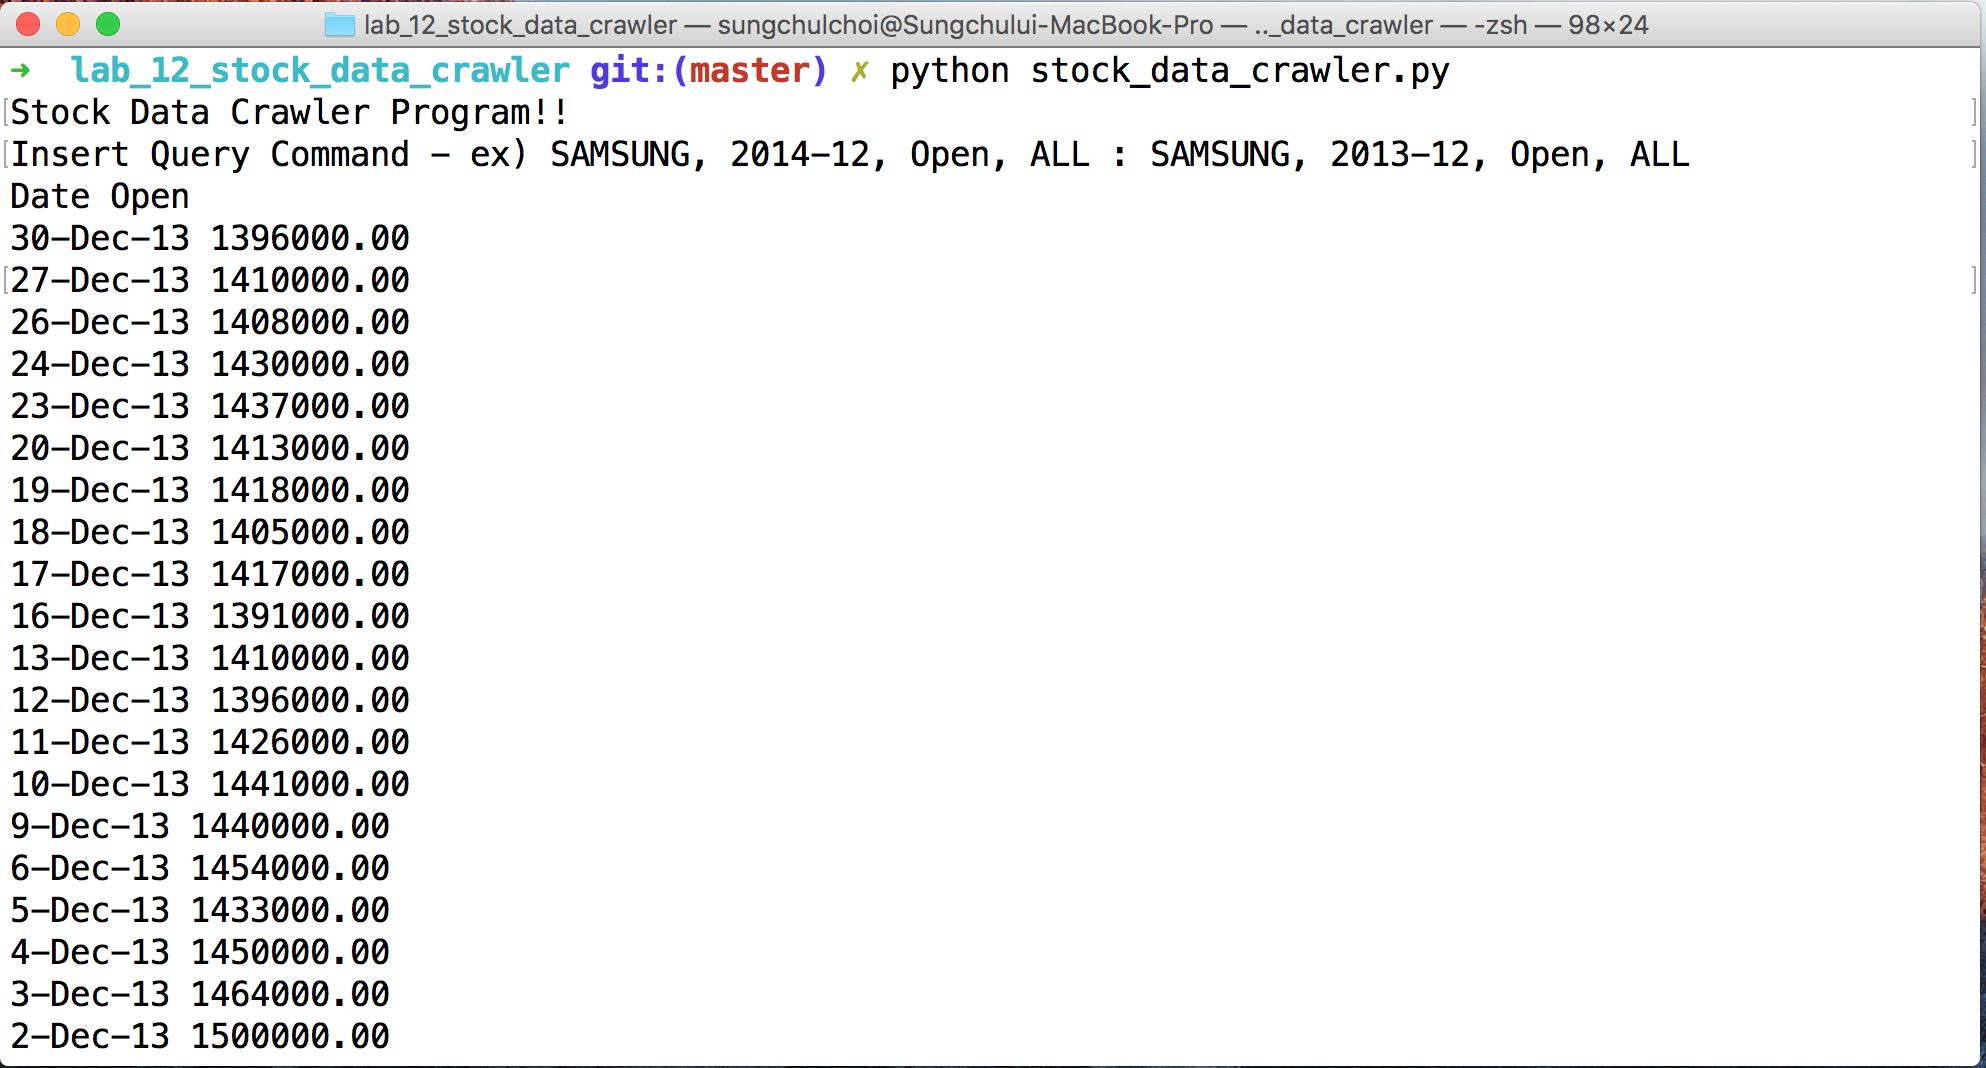 lab_12_stock_data_crawler — sungchulchoi@Sungchului-MacBook-Pro — .._data_crawler — -zsh — 98×24
➜  lab_12_stock_data_crawler git:(master) ✗ python stock_data_crawler.py
Stock Data Crawler Program!!
Insert Query Command - ex) SAMSUNG, 2014-12, Open, ALL : SAMSUNG, 2013-12, Open, ALL
Date Open
30-Dec-13 1396000.00
27-Dec-13 1410000.00
26-Dec-13 1408000.00
24-Dec-13 1430000.00
23-Dec-13 1437000.00
20-Dec-13 1413000.00
19-Dec-13 1418000.00
18-Dec-13 1405000.00
17-Dec-13 1417000.00
16-Dec-13 1391000.00
13-Dec-13 1410000.00
12-Dec-13 1396000.00
11-Dec-13 1426000.00
10-Dec-13 1441000.00
9-Dec-13 1440000.00
6-Dec-13 1454000.00
5-Dec-13 1433000.00
4-Dec-13 1450000.00
3-Dec-13 1464000.00
2-Dec-13 1500000.00